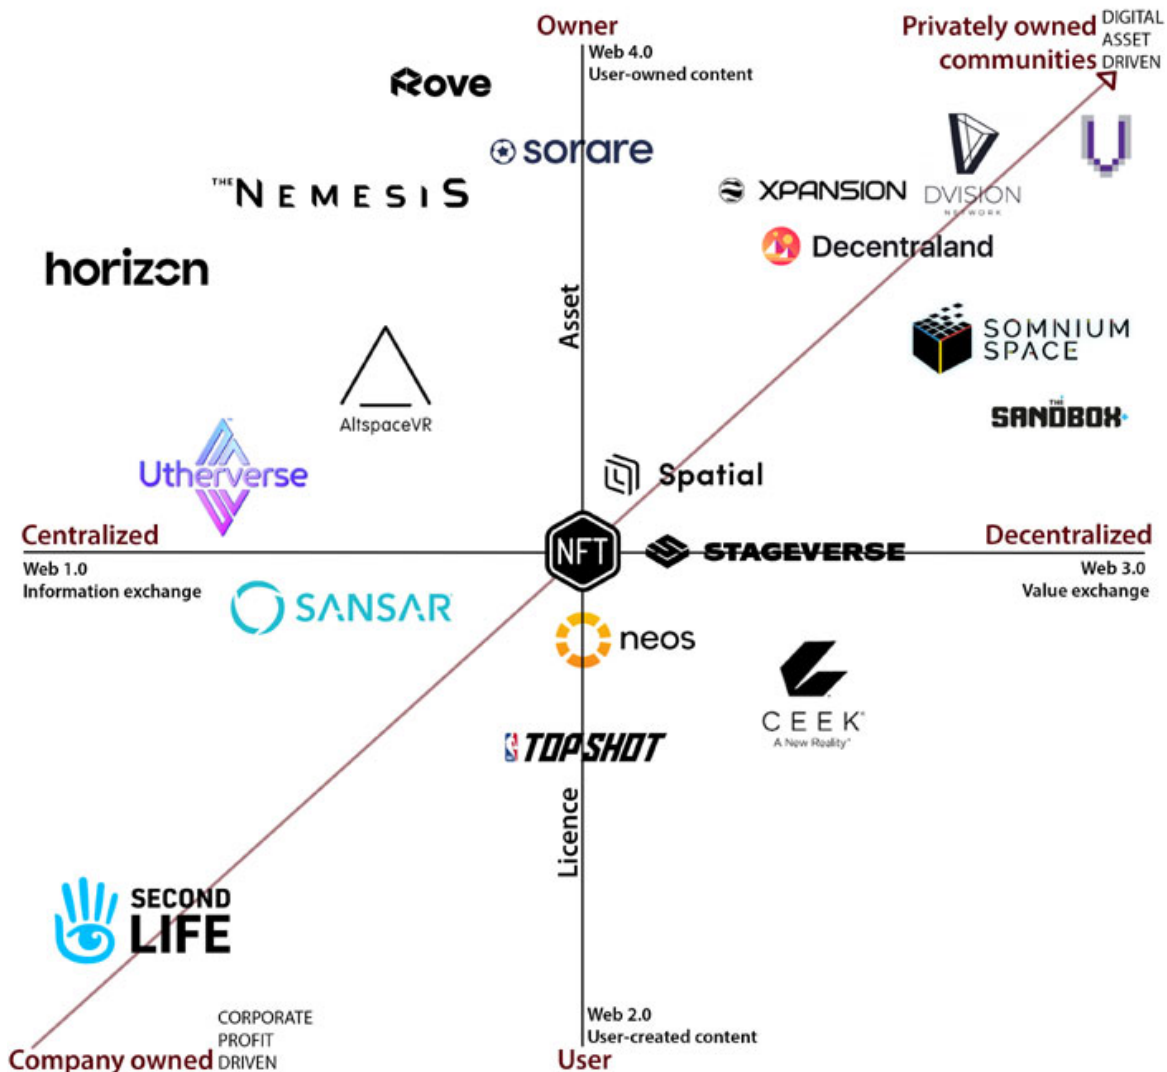 Owner
Web 4.0
User-owned content
Privately owned
communities
DIGITAL
ASSET
DRIVEN
Rove
sorare
THE NEMESIS
XPANSION
DVISION
NETWORK
Decentraland
horizon
Asset
SOMNIUM
SPACE
AltspaceVR
THE
SANDBOX
Utherverse
Spatial
Centralized
Web 1.0
Information exchange
NFT
STAGEVERSE
Decentralized
Web 3.0
Value exchange
SANSAR
neos
CEEK
A New Reality
TOPSHOT
Licence
SECOND
LIFE
Web 2.0
User-created content
User
Company owned
CORPORATE
PROFIT
DRIVEN